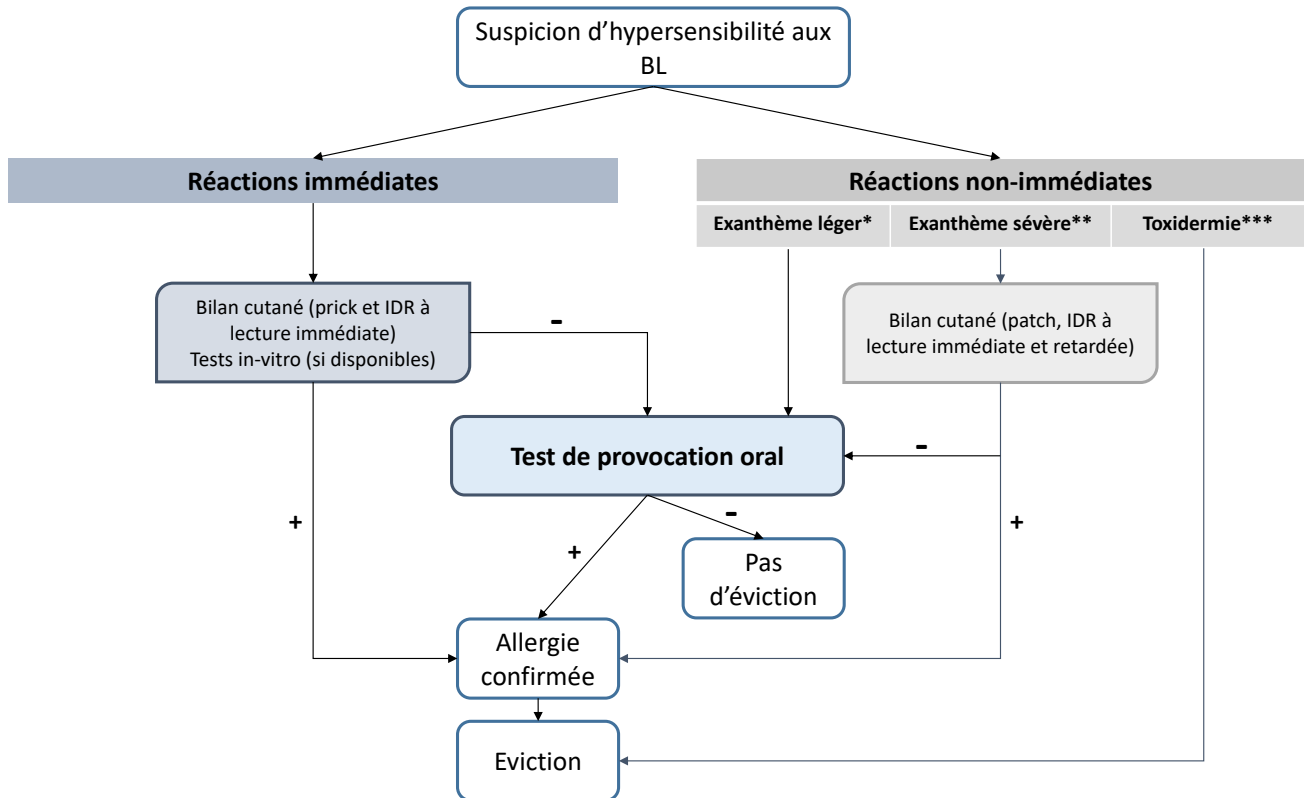 Suspicion d’hypersensibilité aux
BL
Réactions immédiates
Réactions non-immédiates
Exanthème léger*
Exanthème sévère**
Toxidermie***
Bilan cutané (prick et IDR à
lecture immédiate)
Tests in-vitro (si disponibles)
-
Bilan cutané (patch, IDR à
lecture immédiate et retardée)
Test de provocation oral
-
+
-
+
+
Pas
d’éviction
Allergie
confirmée
Eviction